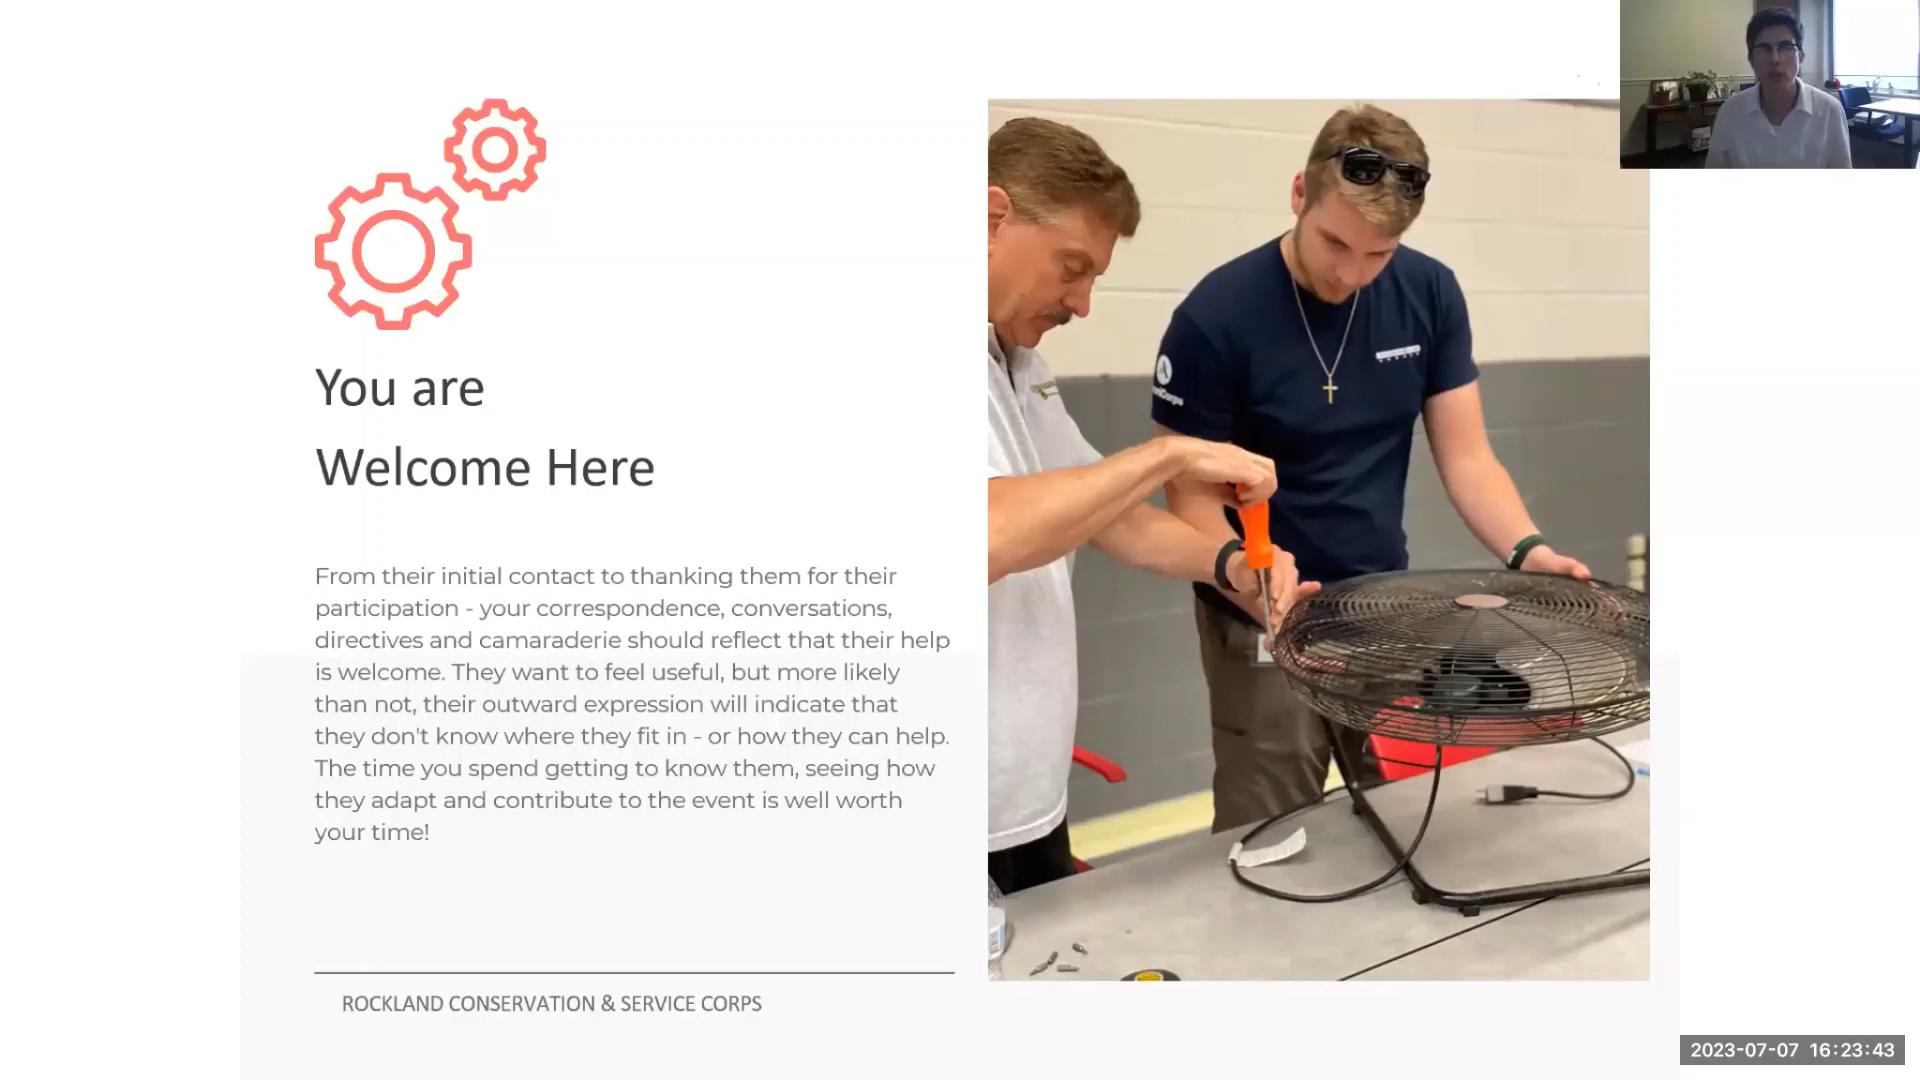 You are
Welcome Here
From their initial contact to thanking them for their
participation - your correspondence, conversations,
directives and camaraderie should reflect that their help
is welcome. They want to feel useful, but more likely
than not, their outward expression will indicate that
they don't know where they fit in - or how they can help.
The time you spend getting to know them, seeing how
they adapt and contribute to the event is well worth
your time!
ROCKLAND CONSERVATION & SERVICE CORPS
2023-07-07 16:23:43